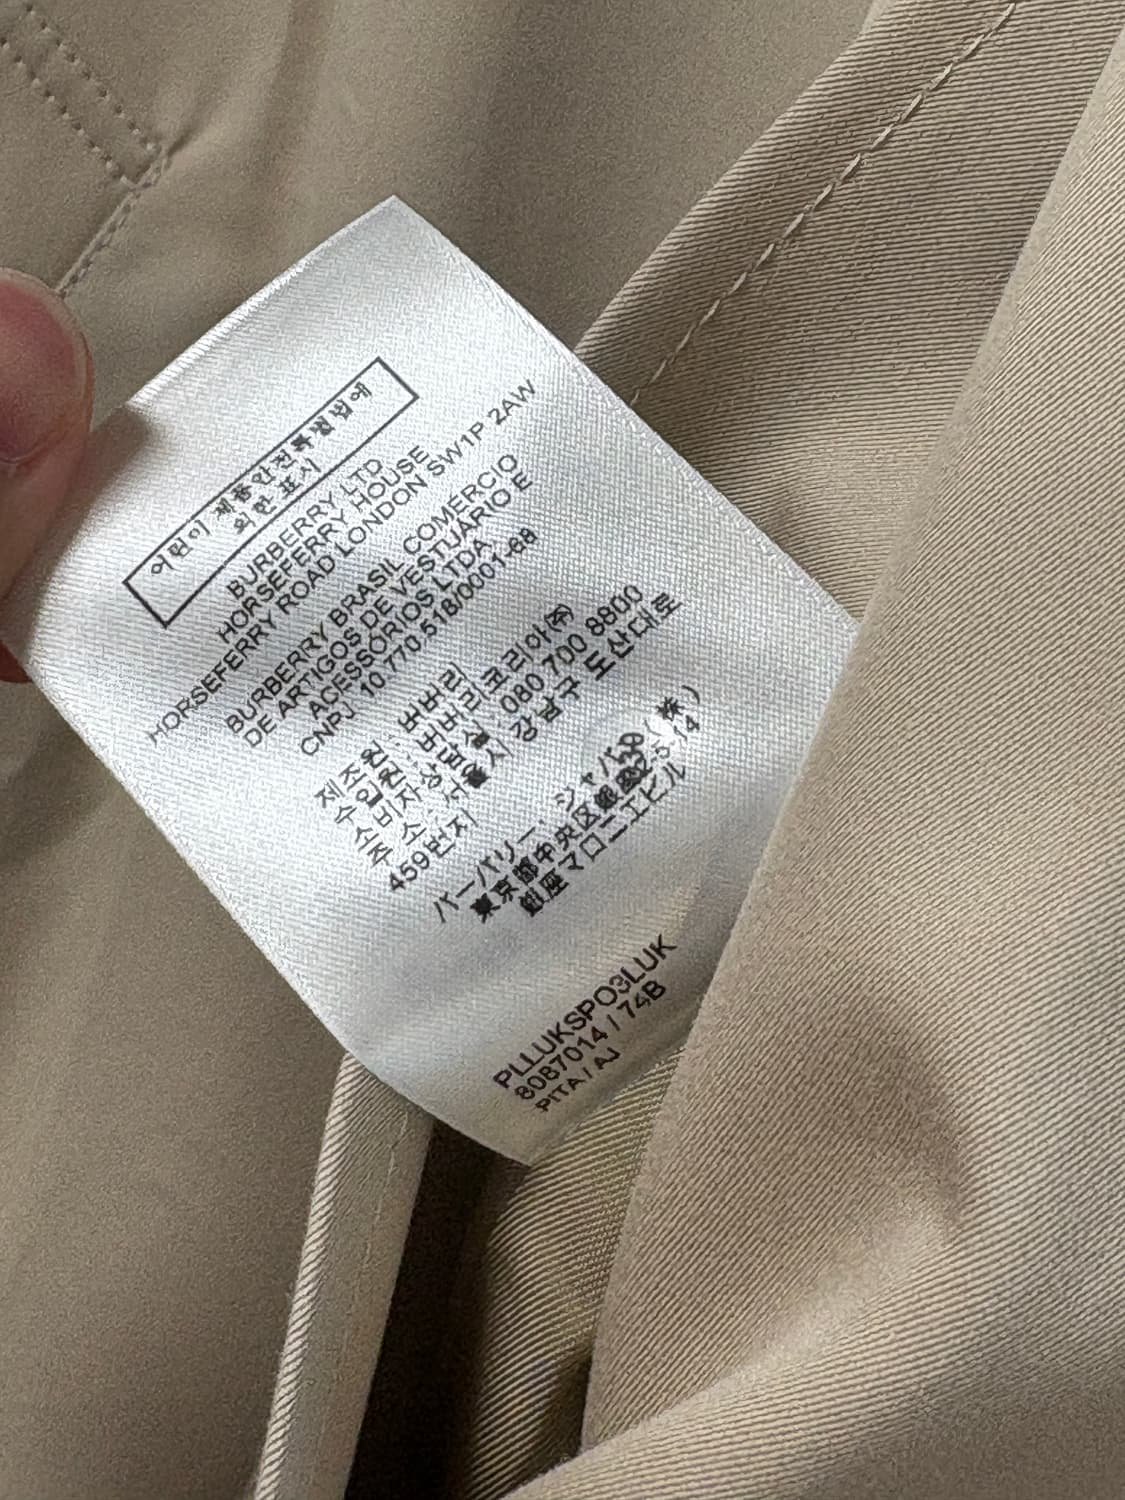 어린이 제품안전특별법에
의한 표시
BURBERRY LTD
HORSEFERRY HOUSE
HORSEFERRY ROAD LONDON SW1P 2AW
BURBERRY BRASIL COMERCIO
DE ARTIGOS DE VESTUÁRIO E
ACESSÓRIOS LTDA
CNPJ 10 770.518/0001-68
제조원 : 버버리
수입원 : 버버리코리아(주)
소비자상담실 : 080 700 8800
주 소 : 서울시 강남구 도산대로
459번지
バーバリー・ジャパン(株)
東京都中央区銀座2-5-14
銀座マロニエビル
PLLUKSPO3LUK
8087014 / 74B
PITA / AJ